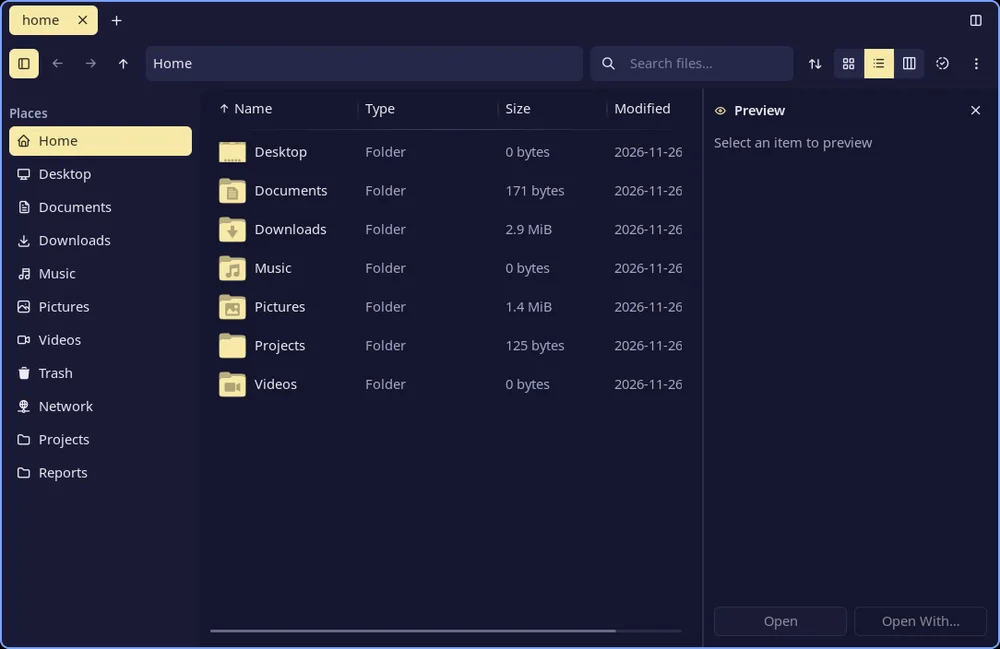 home
Home
Search files...
Places
Home
Desktop
Documents
Downloads
Music
Pictures
Videos
Trash
Network
Projects
Reports
Name Type Size Modified
Desktop Folder 0 bytes 2026-11-26
Documents Folder 171 bytes 2026-11-26
Downloads Folder 2.9 MiB 2026-11-26
Music Folder 0 bytes 2026-11-26
Pictures Folder 1.4 MiB 2026-11-26
Projects Folder 125 bytes 2026-11-26
Videos Folder 0 bytes 2026-11-26
Preview
Select an item to preview
Open Open With...